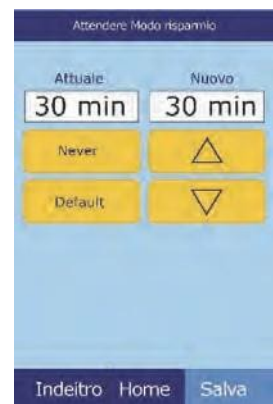 Attendere Modo risparmio
Attuale Nuovo
30 min 30 min
Never
Default
Indeitro Home Salva